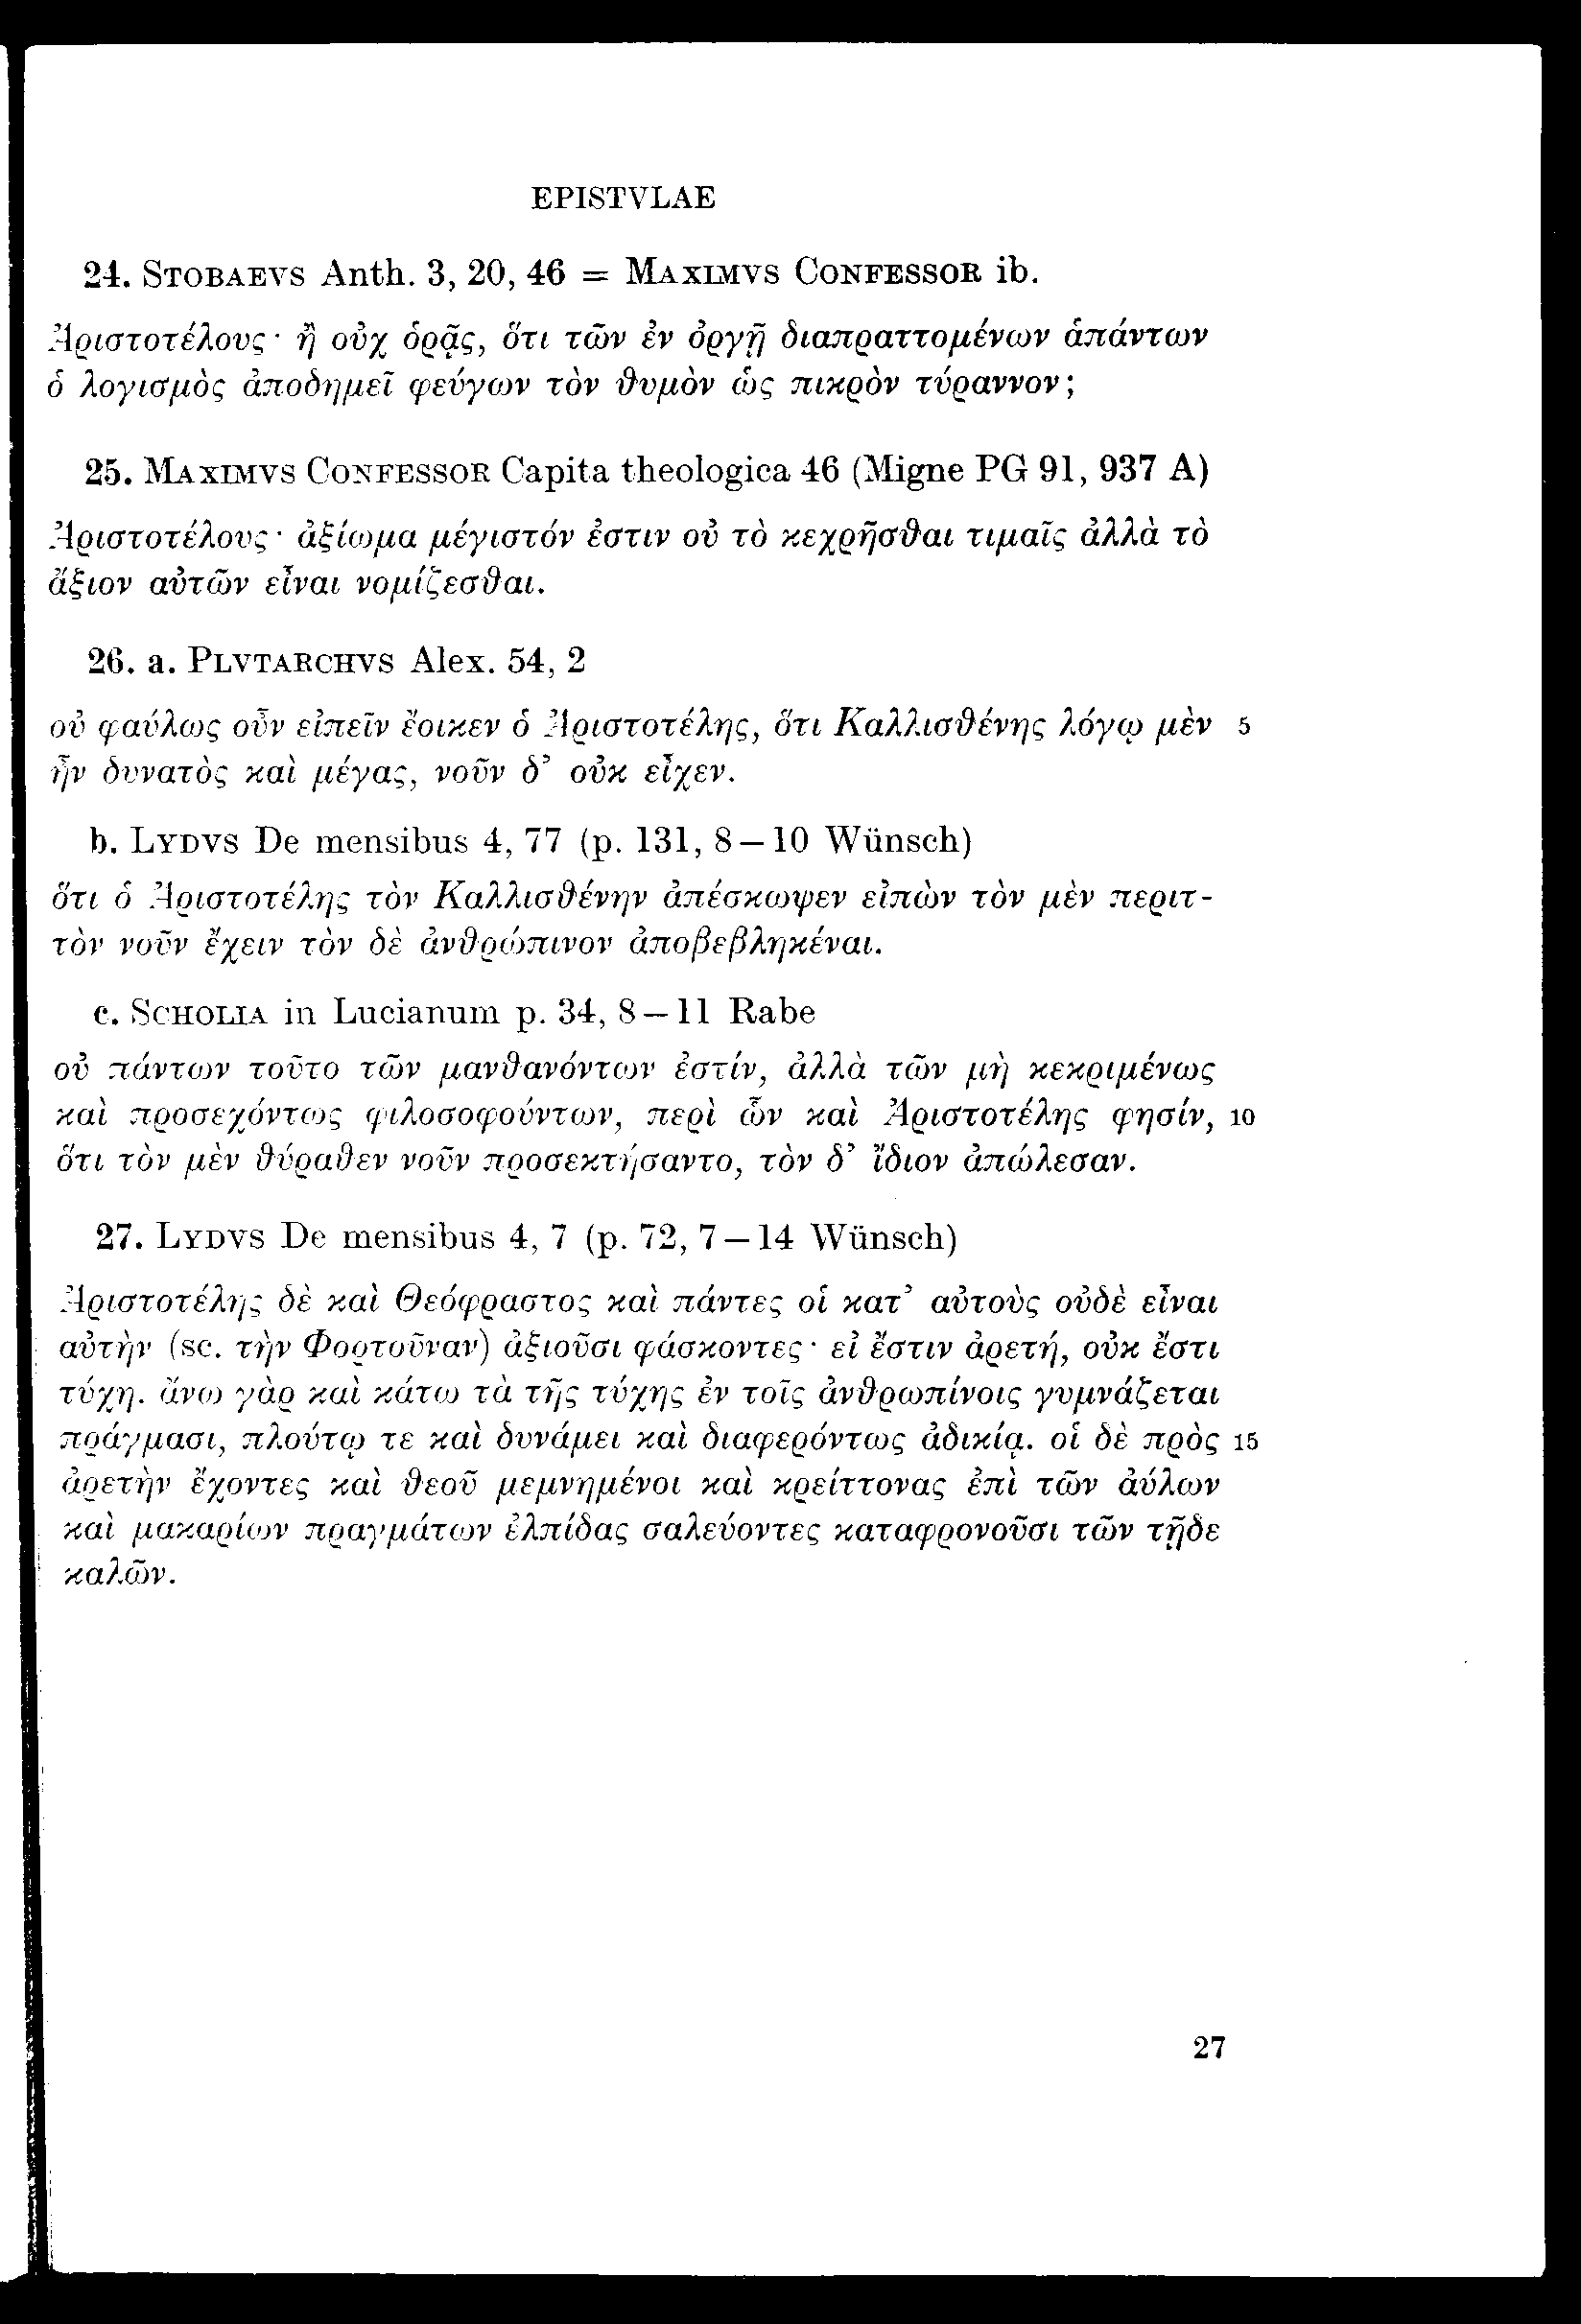 EPISTVLAE
24. STOBAEVS Anth. 3, 20, 46 = MAXIMVS CONFESSOR ib.
Ἀριστοτέλους· ἢ οὐχ ὁρᾷς, ὅτι τῶν ἐν ὀργῇ διαπραττομένων ἁπάντων
ὁ λογισμὸς ἀποδημεῖ φεύγων τὸν θυμὸν ὡς πικρὸν τύραννον;
25. MAXIMVS CONFESSOR Capita theologica 46 (Migne PG 91, 937 A)
Ἀριστοτέλους· ἀξίωμα μέγιστόν ἐστιν οὐ τὸ κεχρῆσθαι τιμαῖς ἀλλὰ τὸ
ἄξιον αὐτῶν εἶναι νομίζεσθαι.
26. a. PLVTARCHVS Alex. 54, 2
οὐ φαύλως οὖν εἰπεῖν ἔοικεν ὁ Ἀριστοτέλης, ὅτι Καλλισθένης λόγῳ μὲν 5
ἦν δυνατὸς καὶ μέγας, νοῦν δ’ οὐκ εἶχεν.
b. LYDVS De mensibus 4, 77 (p. 131, 8–10 Wünsch)
ὅτι ὁ Ἀριστοτέλης τὸν Καλλισθένην ἀπέσκωψεν εἰπὼν τὸν μὲν περιτ-
τὸν νοῦν ἔχειν τὸν δὲ ἀνθρώπινον ἀποβεβληκέναι.
c. SCHOLIA in Lucianum p. 34, 8–11 Rabe
οὐ πάντων τοῦτο τῶν μανθανόντων ἐστίν, ἀλλὰ τῶν μὴ κεκριμένως
καὶ προσεχόντως φιλοσοφούντων, περὶ ὧν καὶ Ἀριστοτέλης φησίν, 10
ὅτι τὸν μὲν θύραθεν νοῦν προσεκτήσαντο, τὸν δ’ ἴδιον ἀπώλεσαν.
27. LYDVS De mensibus 4, 7 (p. 72, 7–14 Wünsch)
Ἀριστοτέλης δὲ καὶ Θεόφραστος καὶ πάντες οἱ κατ’ αὐτοὺς οὐδὲ εἶναι
αὐτὴν (sc. τὴν Φορτοῦναν) ἀξιοῦσι φάσκοντες· εἰ ἔστιν ἀρετή, οὐκ ἔστι
τύχη. ἄνω γὰρ καὶ κάτω τὰ τῆς τύχης ἐν τοῖς ἀνθρωπίνοις γυμνάζεται
πράγμασι, πλούτῳ τε καὶ δυνάμει καὶ διαφερόντως ἀδικίᾳ. οἱ δὲ πρὸς 15
ἀρετὴν ἔχοντες καὶ θεοῦ μεμνημένοι καὶ κρείττονας ἐπὶ τῶν ἀύλων
καὶ μακαρίων πραγμάτων ἐλπίδας σαλεύοντες καταφρονοῦσι τῶν τῇδε
καλῶν.
27